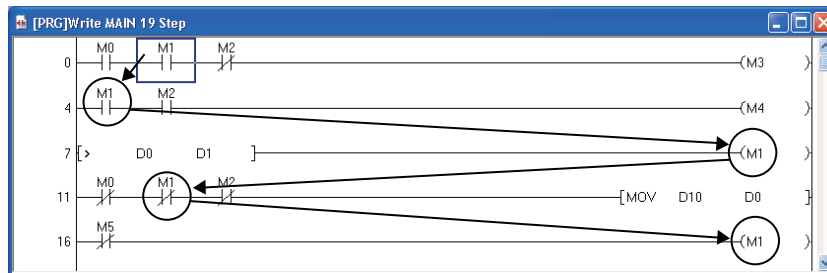 [PRG]Write MAIN 19 Step
M0 M1 M2
0 (M3 )
M1 M2
4 (M4 )
7 [> D0 D1 ] (M1 )
M0 M1 M2
11 [MOV D10 D0 ]
M5
16 (M1 )